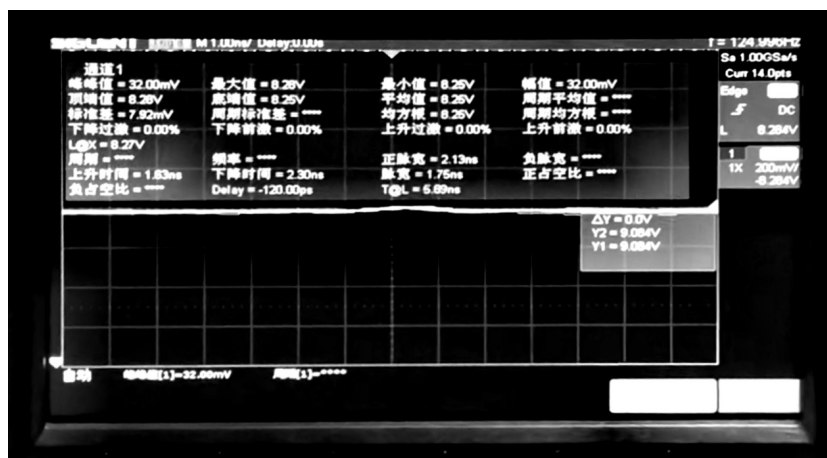 SIGLENT M 1.00ns/ Delay:0.00s f = 124.996Hz
Sa 1.00GSa/s
Curr 14.0pts
Edge
DC
L 8.284V
1
1X 200mV/
-8.284V
通道1
峰峰值 = 32.00mV 最大值 = 8.28V 最小值 = 8.25V 幅值 = 32.00mV
顶端值 = 8.28V 底端值 = 8.25V 平均值 = 8.25V 周期平均值 = ****
标准差 = 7.92mV 周期标准差 = **** 均方根 = 8.25V 周期均方根 = ****
下降过激 = 0.00% 下降前激 = 0.00% 上升过激 = 0.00% 上升前激 = 0.00%
L@X = 8.27V
周期 = **** 频率 = **** 正脉宽 = 2.13ns 负脉宽 = ****
上升时间 = 1.63ns 下降时间 = 2.30ns 脉宽 = 1.75ns 正占空比 = ****
负占空比 = **** Delay = -120.00ps T@L = 5.69ns
△Y = 0.0V
Y2 = 9.084V
Y1 = 9.084V
自动 峰峰值[1]=32.00mV 周期[1]=****